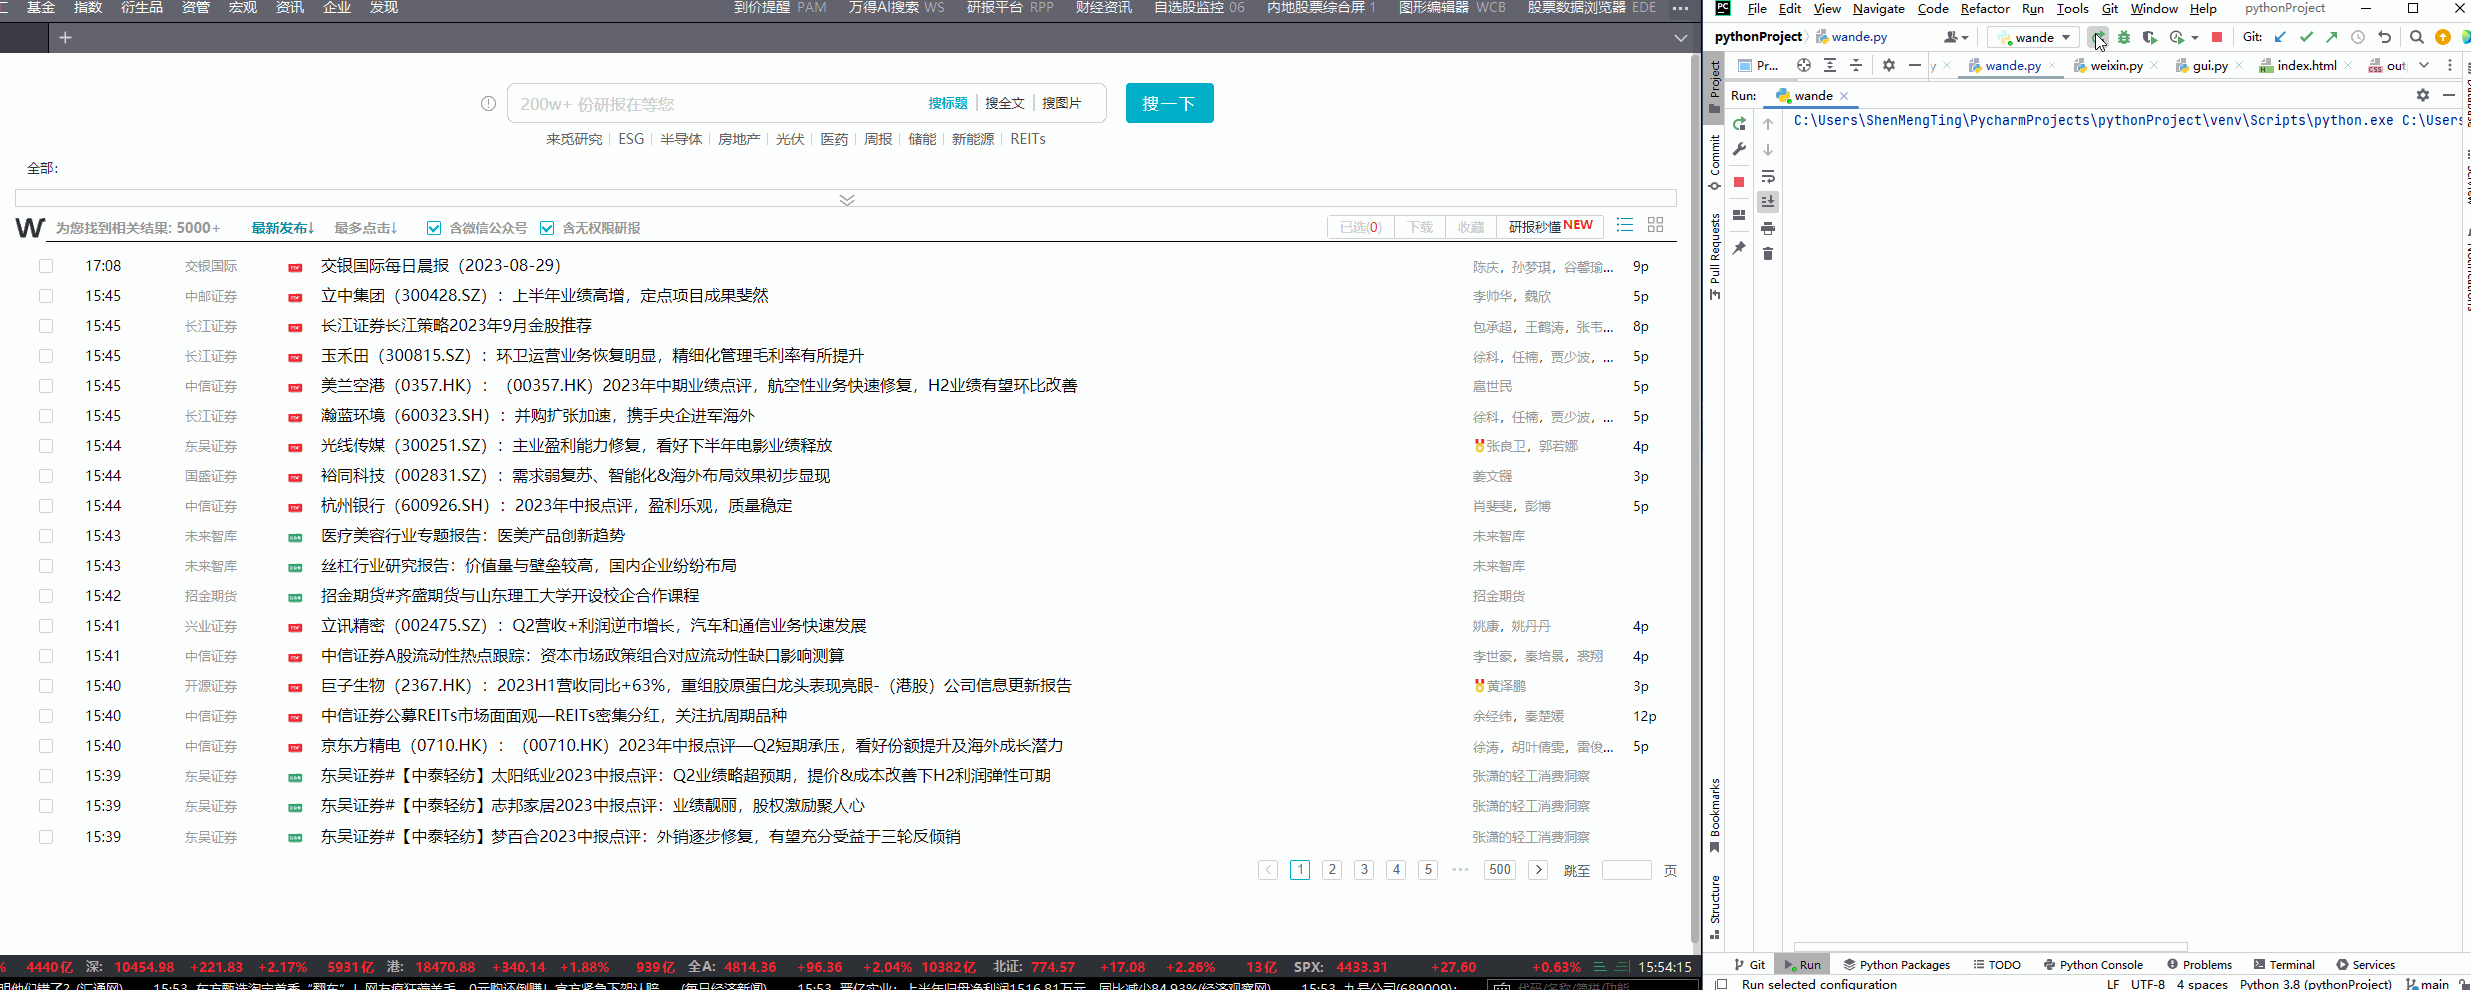 汇 基金 指数 衍生品 资管 宏观 资讯 企业 发现 到价提醒 PAM 万得AI搜索 WS 研报平台 RPP 财经资讯 自选股监控 06 内地股票综合屏 1 图形编辑器 WCB 股票数据浏览器 EDE
200w+ 份研报在等您 搜标题 搜全文 搜图片 搜一下
来觅研究 ESG 半导体 房地产 光伏 医药 周报 储能 新能源 REITs
全部:
W 为您找到相关结果: 5000+ 最新发布↓ 最多点击↓ 含微信公众号 含无权限研报 已选(0) 下载 收藏 研报秒懂NEW
17:08 交银国际 PDF 交银国际每日晨报（2023-08-29） 陈庆，孙梦琪，谷馨瑜... 9p
15:45 中邮证券 PDF 立中集团（300428.SZ）：上半年业绩高增，定点项目成果斐然 李帅华，魏欣 5p
15:45 长江证券 PDF 长江证券长江策略2023年9月金股推荐 包承超，王鹤涛，张韦... 8p
15:45 长江证券 PDF 玉禾田（300815.SZ）：环卫运营业务恢复明显，精细化管理毛利率有所提升 徐科，任楠，贾少波，... 5p
15:45 中信证券 PDF 美兰空港（0357.HK）：（00357.HK）2023年中期业绩点评，航空性业务快速修复，H2业绩有望环比改善 扈世民 5p
15:45 长江证券 PDF 瀚蓝环境（600323.SH）：并购扩张加速，携手央企进军海外 徐科，任楠，贾少波，... 5p
15:44 东吴证券 PDF 光线传媒（300251.SZ）：主业盈利能力修复，看好下半年电影业绩释放 张良卫，郭若娜 4p
15:44 国盛证券 PDF 裕同科技（002831.SZ）：需求弱复苏、智能化&海外布局效果初步显现 姜文镪 3p
15:44 中信证券 PDF 杭州银行（600926.SH）：2023年中报点评，盈利乐观，质量稳定 肖斐斐，彭博 5p
15:43 未来智库 医疗美容行业专题报告：医美产品创新趋势 未来智库
15:43 未来智库 丝杠行业研究报告：价值量与壁垒较高，国内企业纷纷布局 未来智库
15:42 招金期货 招金期货#齐盛期货与山东理工大学开设校企合作课程 招金期货
15:41 兴业证券 PDF 立讯精密（002475.SZ）：Q2营收+利润逆市增长，汽车和通信业务快速发展 姚康，姚丹丹 4p
15:41 中信证券 PDF 中信证券A股流动性热点跟踪：资本市场政策组合对应流动性缺口影响测算 李世豪，秦培景，裘翔 4p
15:40 开源证券 PDF 巨子生物（2367.HK）：2023H1营收同比+63%，重组胶原蛋白龙头表现亮眼-（港股）公司信息更新报告 黄泽鹏 3p
15:40 中信证券 PDF 中信证券公募REITs市场面面观—REITs密集分红，关注抗周期品种 余经纬，秦楚媛 12p
15:40 中信证券 PDF 京东方精电（0710.HK）：（00710.HK）2023年中报点评—Q2短期承压，看好份额提升及海外成长潜力 徐涛，胡叶倩雯，雷俊... 5p
15:39 东吴证券 东吴证券#【中泰轻纺】太阳纸业2023中报点评：Q2业绩略超预期，提价&成本改善下H2利润弹性可期 张潇的轻工消费洞察
15:39 东吴证券 东吴证券#【中泰轻纺】志邦家居2023中报点评：业绩靓丽，股权激励聚人心 张潇的轻工消费洞察
15:39 东吴证券 东吴证券#【中泰轻纺】梦百合2023中报点评：外销逐步修复，有望充分受益于三轮反倾销 张潇的轻工消费洞察
1 2 3 4 5 ··· 500 跳至 页
% 4440亿 深: 10454.98 +221.83 +2.17% 5931亿 港: 18470.88 +340.14 +1.88% 939亿 全A: 4814.36 +96.36 +2.04% 10382亿 北证: 774.57 +17.08 +2.26% 13亿 SPX: 4433.31 +27.60 +0.63% 15:54:15
PC File Edit View Navigate Code Refactor Run Tools Git Window Help pythonProject
pythonProject wande.py wande Git:
Project Pr... y wande.py weixin.py gui.py index.html out
Run: wande
C:\Users\ShenMengTing\PycharmProjects\pythonProject\venv\Scripts\python.exe C:\Users
Commit
Pull Requests
Bookmarks
Structure
Notifications
Git Run Python Packages TODO Python Console Problems Terminal Services
Run selected configuration LF UTF-8 4 spaces Python 3.8 (pythonProject) main